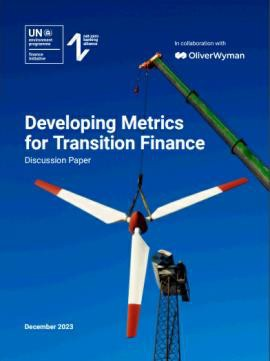 UN
environment
programme
finance
initiative
net-zero
banking
alliance
In collaboration with
OliverWyman
Developing Metrics
for Transition Finance
Discussion Paper
December 2023